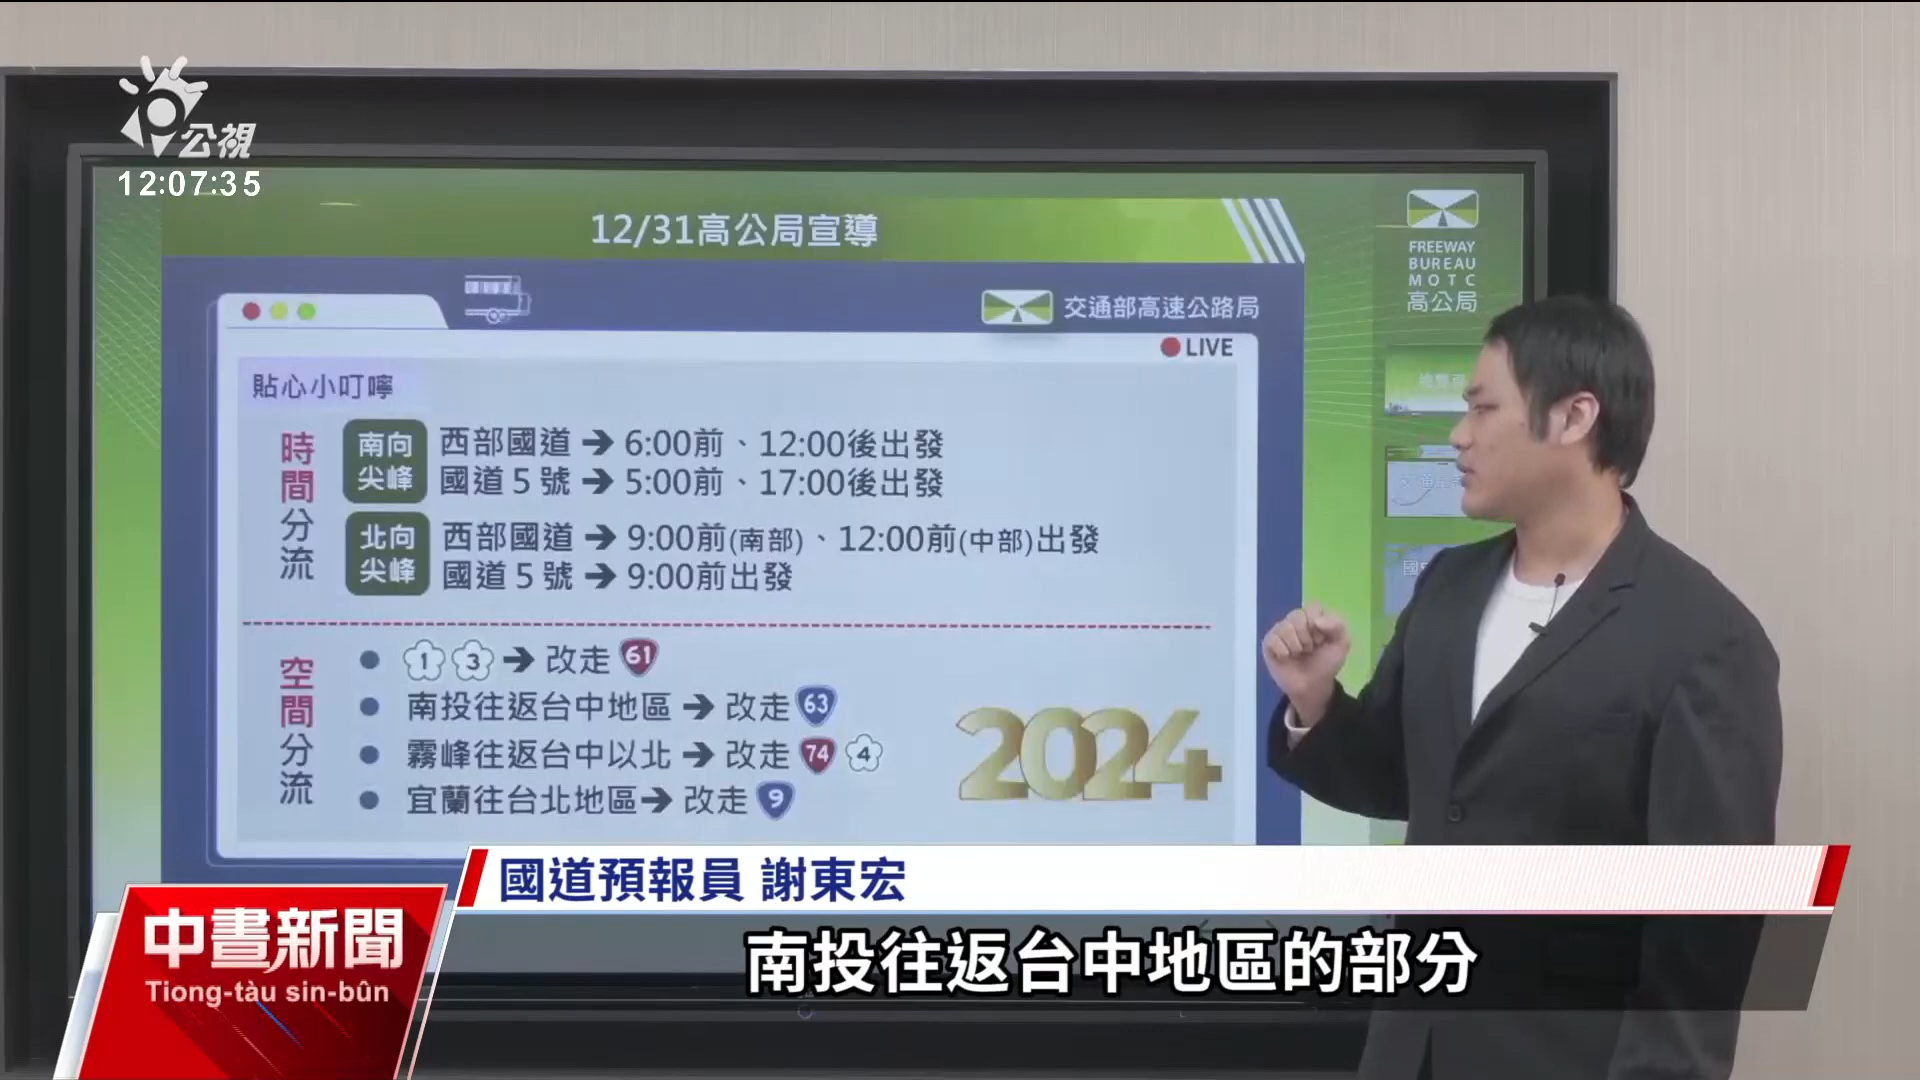 公視
12:07:35
12/31高公局宣導
FREEWAY
BUREAU
MOTC
高公局
交通部高速公路局
LIVE
貼心小叮嚀
時間分流
南向尖峰
西部國道➔6:00前、12:00後出發
國道5號➔5:00前、17:00後出發
北向尖峰
西部國道➔9:00前(南部)、12:00前(中部)出發
國道5號➔9:00前出發
空間分流
1 3 ➔改走 61
南投往返台中地區➔改走 63
霧峰往返台中以北➔改走 74 4
宜蘭往台北地區➔改走 9
2024
國道預報員 謝東宏
南投往返台中地區的部分
中晝新聞
Tiong-tàu sin-bûn